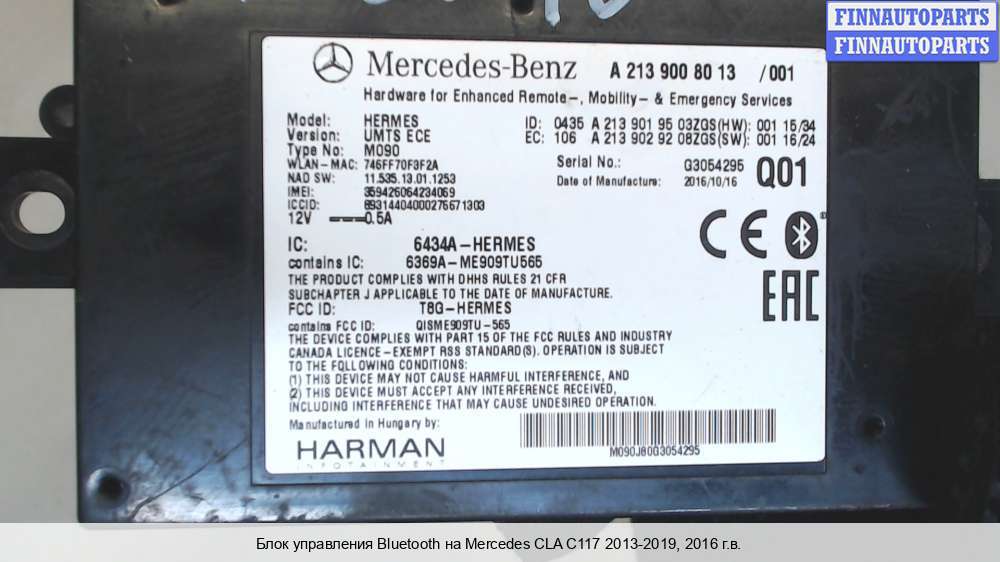 FINNAUTOPARTS
FINNAUTOPARTS
Mercedes-Benz A 213 900 80 13 /001
Hardware for Enhanced Remote-, Mobility- & Emergency Services
Model: HERMES ID: 0435 A 213 901 95 03ZGS(HW): 001 15/34
Version: UMTS ECE EC: 106 A 213 902 92 08ZGS(SW): 001 16/24
Type No: M090
WLAN-MAC: 746FF70F3F2A Serial No.: G3054295 Q01
NAD SW: 11.535.13.01.1253 Date of Manufacture: 2016/10/16
IMEI: 359426064234069
ICCID: 89314404000276671303
12V 0.5A
IC: 6434A-HERMES
contains IC: 6369A-ME909TU565
THE PRODUCT COMPLIES WITH DHHS RULES 21 CFR
SUBCHAPTER J APPLICABLE TO THE DATE OF MANUFACTURE.
FCC ID: T8G-HERMES
contains FCC ID: QISME909TU-565
THE DEVICE COMPLIES WITH PART 15 OF THE FCC RULES AND INDUSTRY
CANADA LICENCE-EXEMPT RSS STANDARD(S). OPERATION IS SUBJECT
TO THE FOLLOWING CONDITIONS:
(1) THIS DEVICE MAY NOT CAUSE HARMFUL INTERFERENCE, AND
(2) THIS DEVICE MUST ACCEPT ANY INTERFERENCE RECEIVED,
INCLUDING INTERFERENCE THAT MAY CAUSE UNDESIRED OPERATION.
CE
EAC
Manufactured in Hungary by:
HARMAN
INFOTAINMENT
M090J80G3054295
Блок управления Bluetooth на Mercedes CLA C117 2013-2019, 2016 г.в.